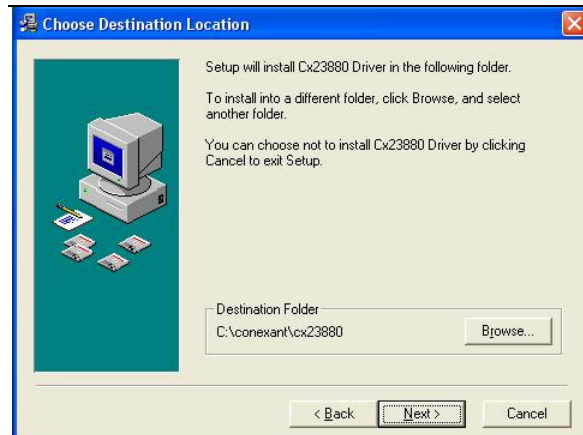 Choose Destination Location
Setup will install Cx23880 Driver in the following folder.
To install into a different folder, click Browse, and select
another folder.
You can choose not to install Cx23880 Driver by clicking
Cancel to exit Setup.
Destination Folder
C:\conexant\cx23880
Browse...
< Back
Next >
Cancel